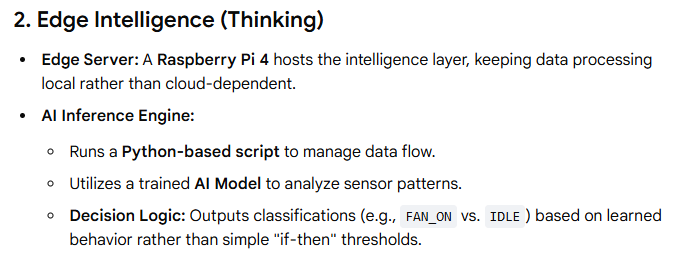 2. Edge Intelligence (Thinking)
• Edge Server: A Raspberry Pi 4 hosts the intelligence layer, keeping data processing
local rather than cloud-dependent.
• AI Inference Engine:
◦ Runs a Python-based script to manage data flow.
◦ Utilizes a trained AI Model to analyze sensor patterns.
◦ Decision Logic: Outputs classifications (e.g., FAN_ON vs. IDLE) based on learned
behavior rather than simple "if-then" thresholds.